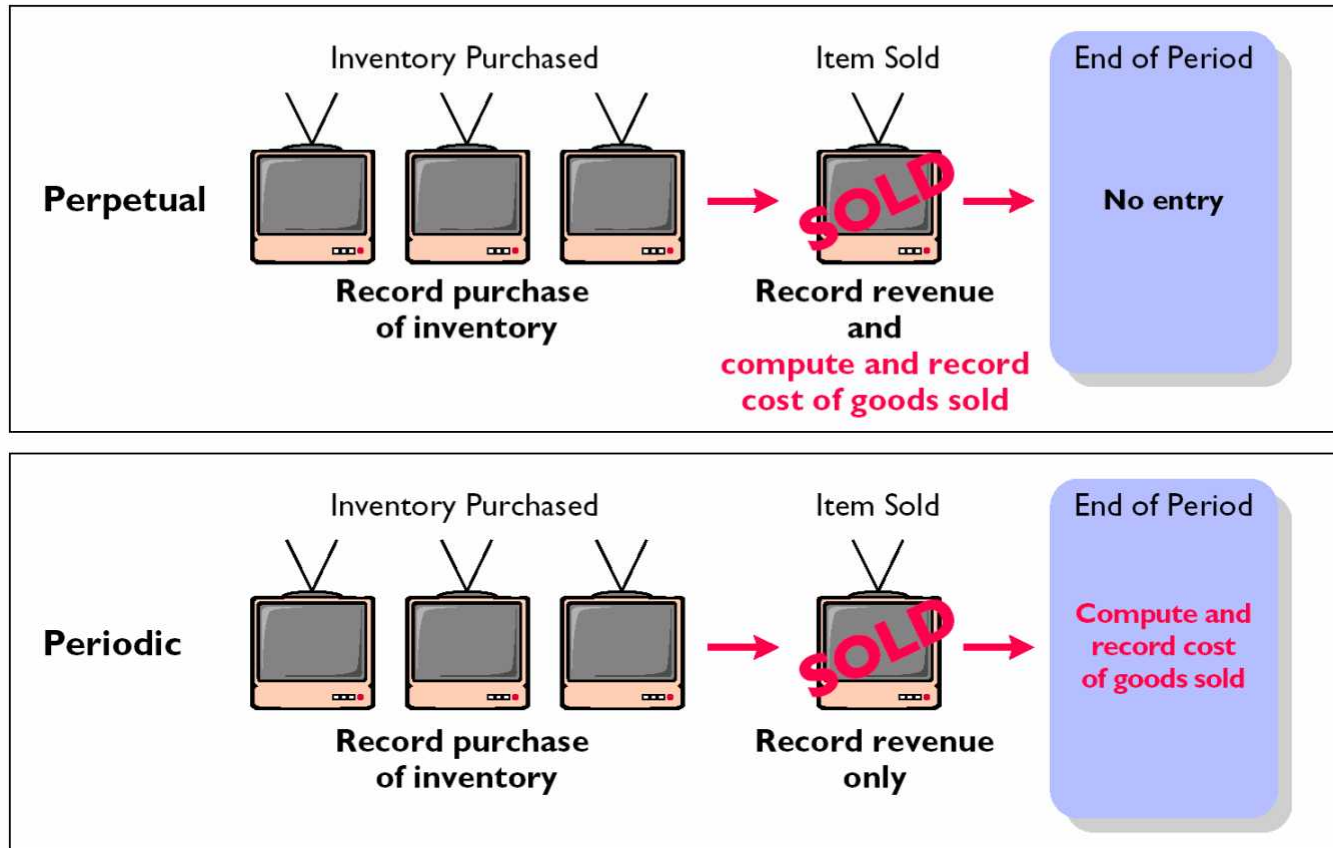 Inventory Purchased
Item Sold
End of Period
Perpetual
SOLD
No entry
Record purchase
of inventory
Record revenue
and
compute and record
cost of goods sold
Inventory Purchased
Item Sold
End of Period
Periodic
SOLD
Compute and
record cost
of goods sold
Record purchase
of inventory
Record revenue
only